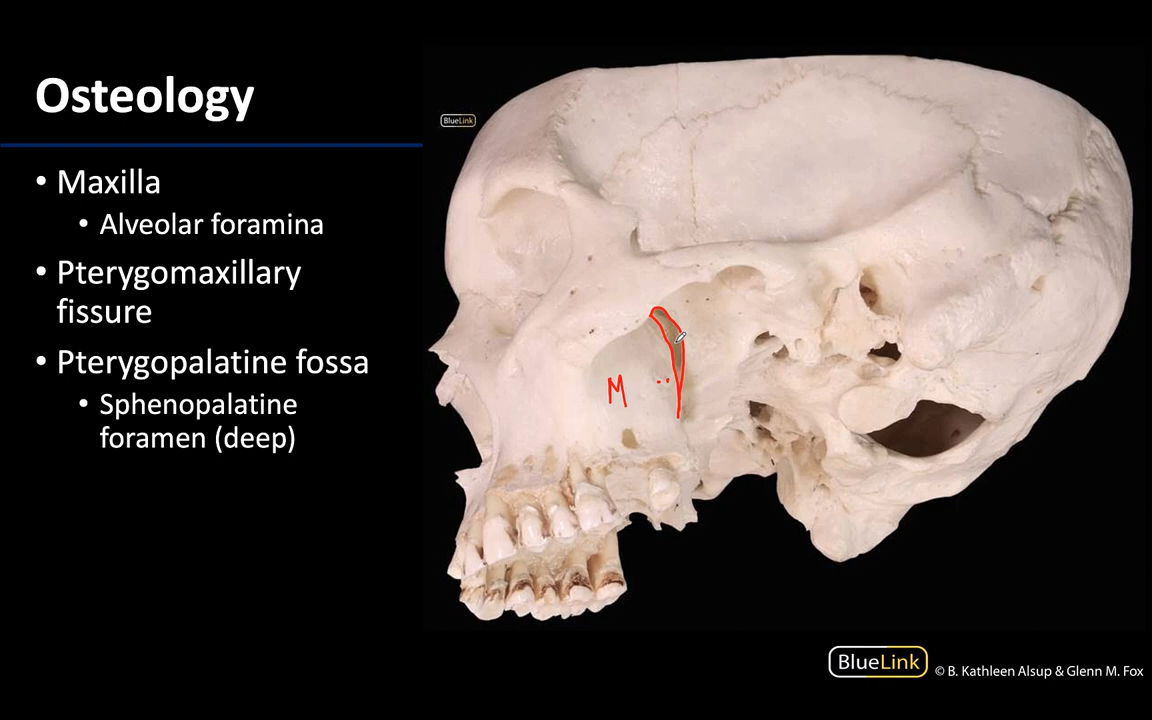 Osteology
BlueLink
• Maxilla
• Alveolar foramina
• Pterygomaxillary
fissure
• Pterygopalatine fossa
• Sphenopalatine
foramen (deep)
M
BlueLink © B. Kathleen Alsup & Glenn M. Fox